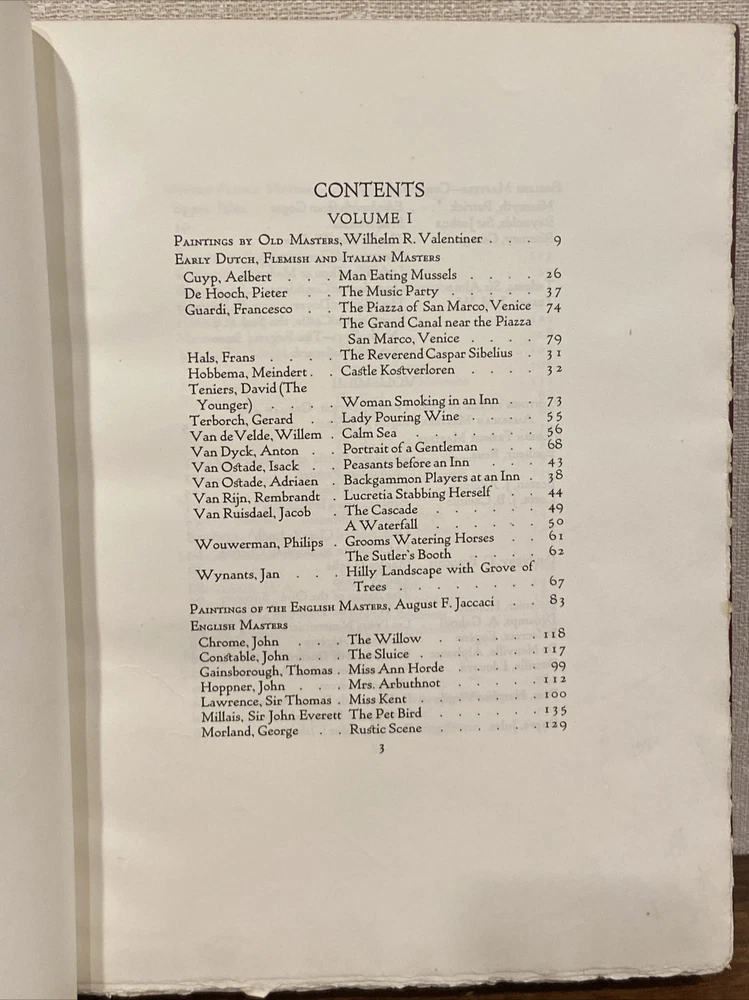 CONTENTS
VOLUME I
Paintings by Old Masters, Wilhelm R. Valentiner . . . 9
Early Dutch, Flemish and Italian Masters
Cuyp, Aelbert . . . Man Eating Mussels . . . . 26
De Hooch, Pieter . . The Music Party . . . . . 37
Guardi, Francesco . . The Piazza of San Marco, Venice 74
The Grand Canal near the Piazza
San Marco, Venice . . . . 79
Hals, Frans . . . . The Reverend Caspar Sibelius . 31
Hobbema, Meindert . . Castle Kostverloren . . . . 32
Teniers, David (The
Younger) . . . . Woman Smoking in an Inn . . 73
Terborch, Gerard . . Lady Pouring Wine . . . . 55
Van de Velde, Willem . Calm Sea . . . . . . . 56
Van Dyck, Anton . . Portrait of a Gentleman . . . 68
Van Ostade, Isack . . Peasants before an Inn . . . 43
Van Ostade, Adriaen . Backgammon Players at an Inn . 38
Van Rijn, Rembrandt . Lucretia Stabbing Herself . . 44
Van Ruisdael, Jacob . The Cascade . . . . . . 49
A Waterfall . . . . . . 50
Wouwerman, Philips . Grooms Watering Horses . . 61
The Sutler's Booth . . . . 62
Wynants, Jan . . . Hilly Landscape with Grove of
Trees . . . . . . . . 67
Paintings of the English Masters, August F. Jaccaci . . 83
English Masters
Chrome, John . . . The Willow . . . . . . 118
Constable, John . . . The Sluice . . . . . . . 117
Gainsborough, Thomas . Miss Ann Horde . . . . 99
Hoppner, John . . . Mrs. Arbuthnot . . . . . 112
Lawrence, Sir Thomas . Miss Kent . . . . . . . 100
Millais, Sir John Everett The Pet Bird . . . . . . 135
Morland, George . . Rustic Scene . . . . . . 129
3